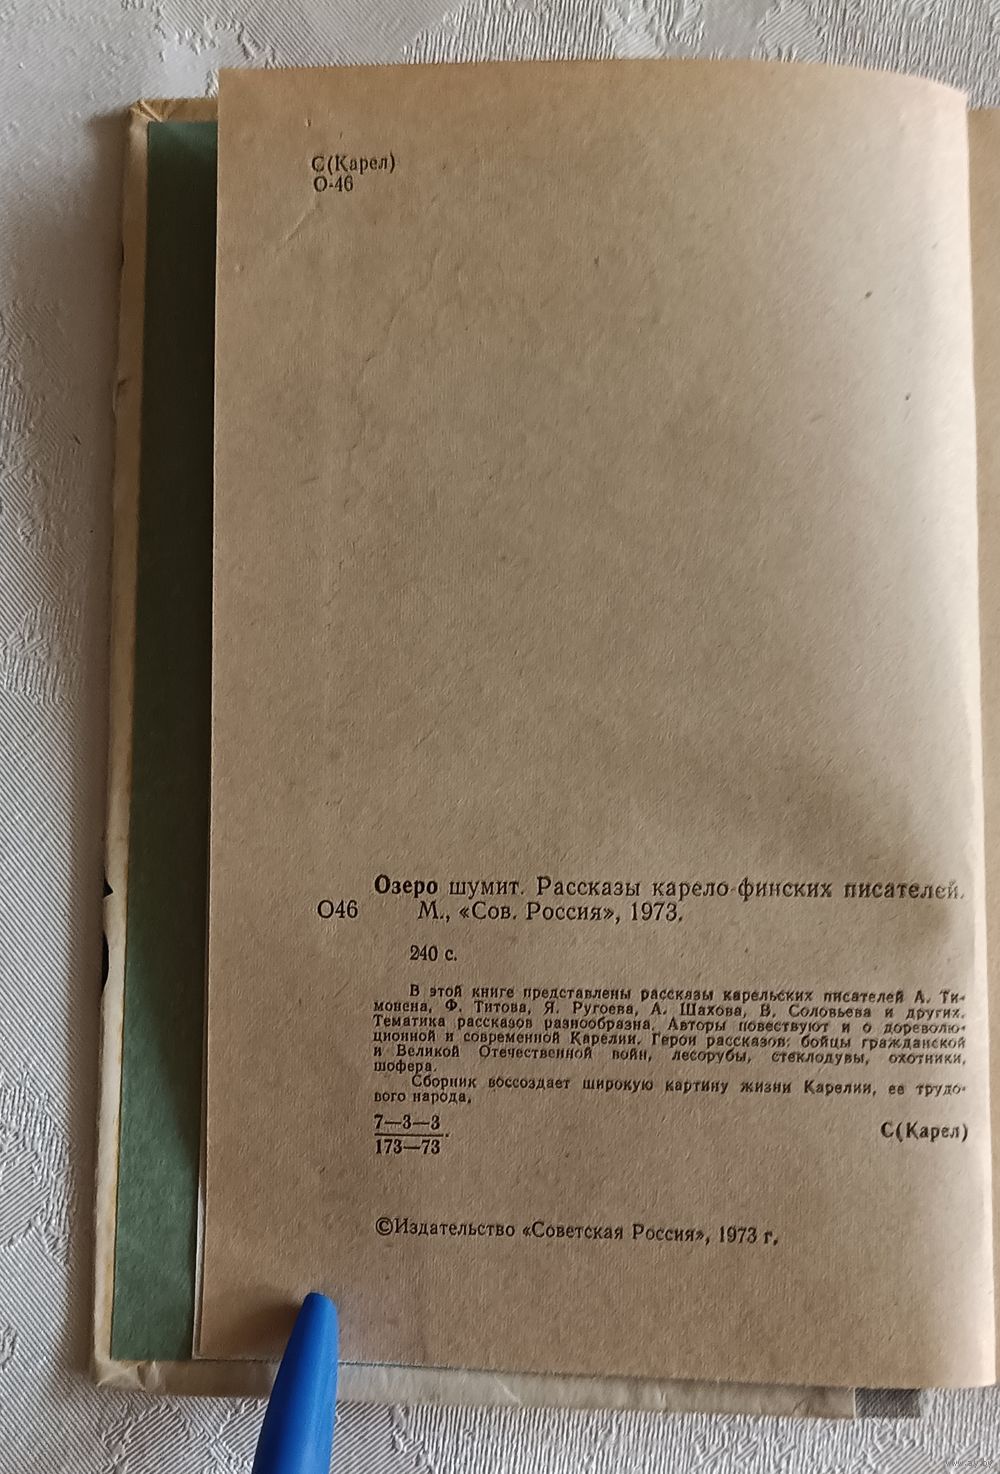 С(Карел)
О-46
Озеро шумит. Рассказы карело-финских писателей.
О46 М., «Сов. Россия», 1973.
240 с.
В этой книге представлены рассказы карельских писателей А. Ти-
монена, Ф. Титова, Я. Ругоева, А. Шахова, В. Соловьева и других.
Тематика рассказов разнообразна. Авторы повествуют и о дореволю-
ционной и современной Карелии. Герои рассказов: бойцы гражданской
и Великой Отечественной войн, лесорубы, стеклодувы, охотники,
шофера.
Сборник воссоздает широкую картину жизни Карелии, ее трудо-
вого народа.
7—3—3
173—73
С(Карел)
©Издательство «Советская Россия», 1973 г.
www.ay.by